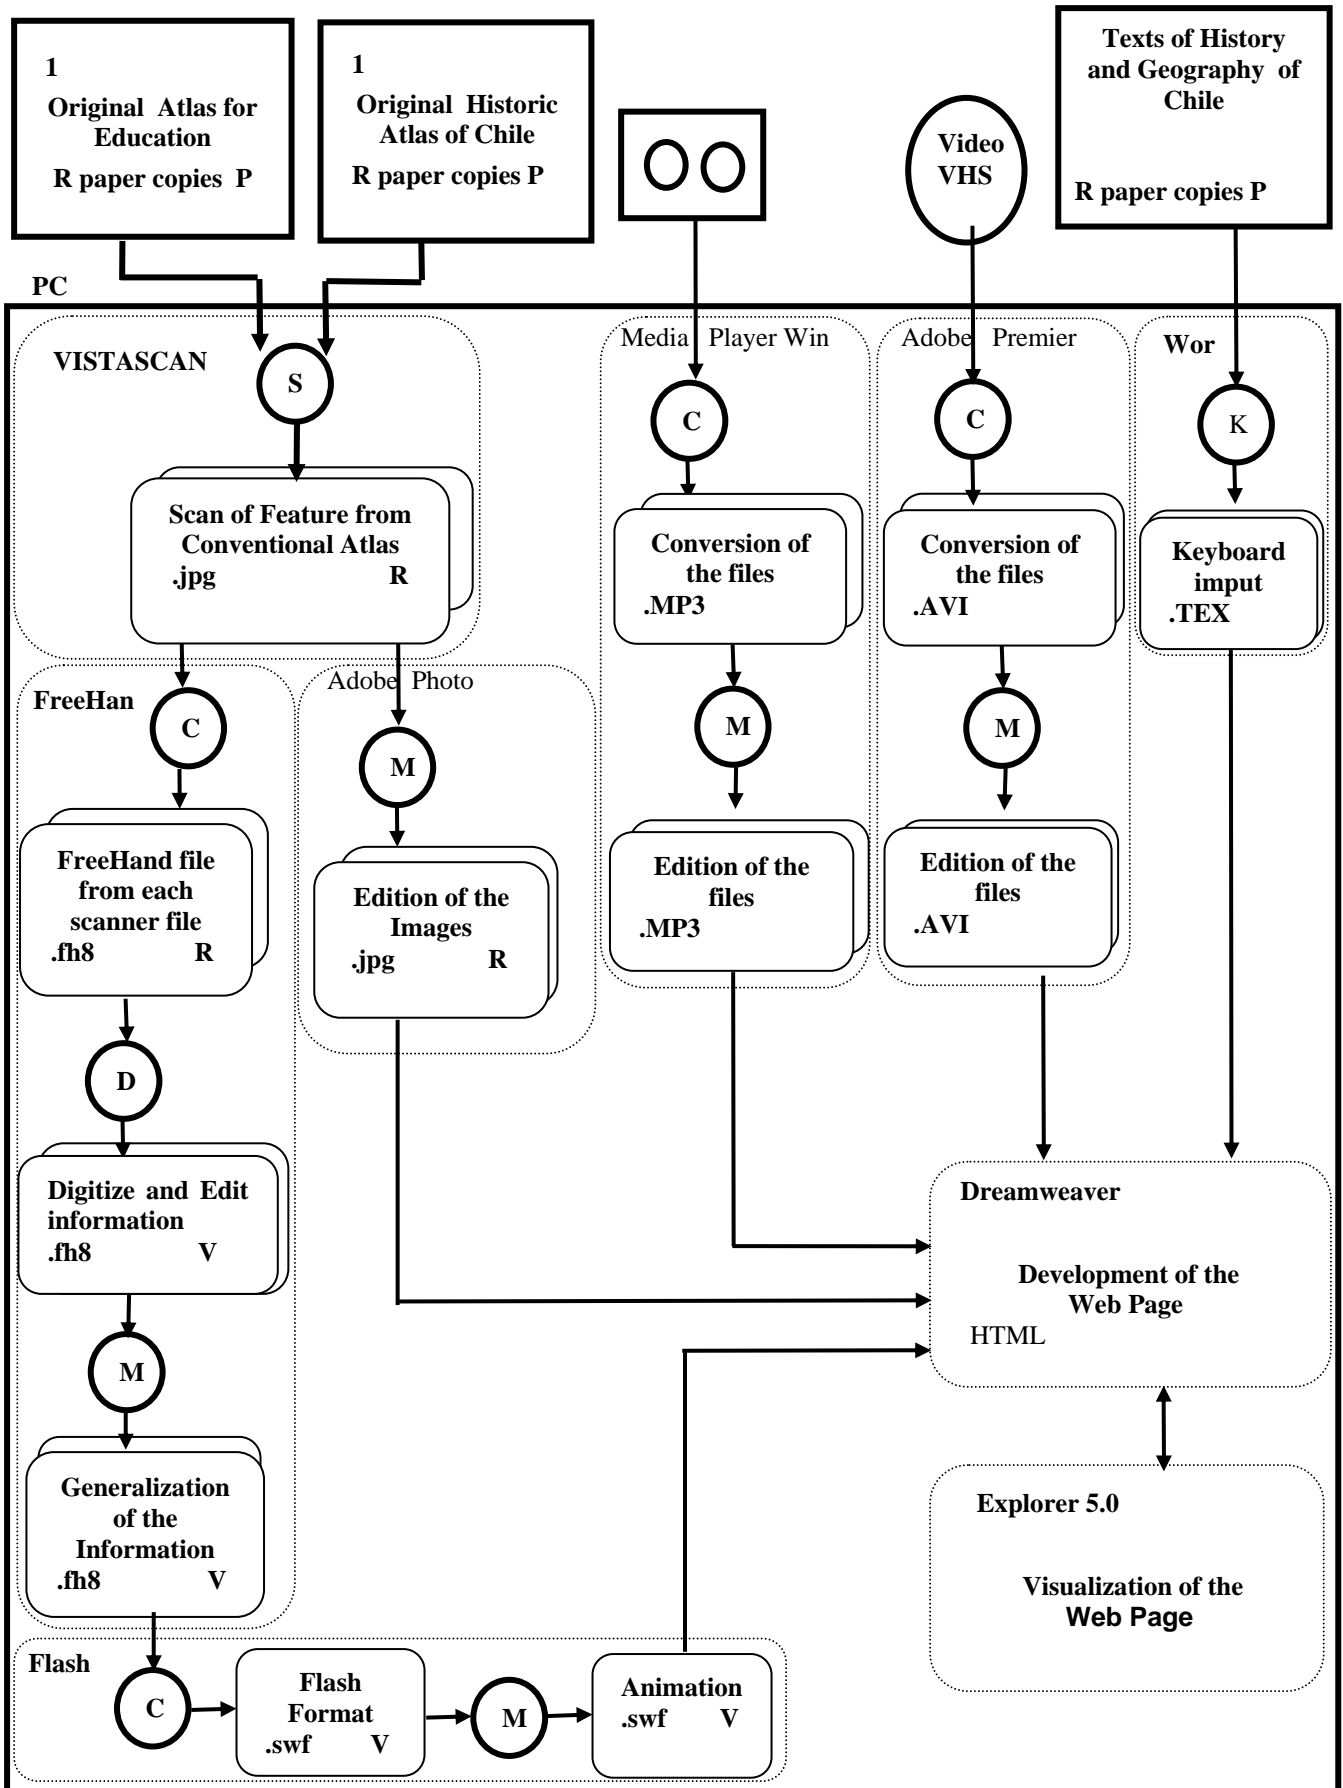 1
Original Atlas for
Education
R paper copies P
1
Original Historic
Atlas of Chile
R paper copies P
Video
VHS
Texts of History
and Geography of
Chile
R paper copies P
PC
VISTASCAN
S
Scan of Feature from
Conventional Atlas
.jpg R
Media Player Win
C
Conversion of
the files
.MP3
M
Edition of the
files
.MP3
Adobe Premier
C
Conversion of
the files
.AVI
M
Edition of the
files
.AVI
Wor
K
Keyboard
imput
.TEX
FreeHan
C
FreeHand file
from each
scanner file
.fh8 R
D
Digitize and Edit
information
.fh8 V
M
Generalization
of the
Information
.fh8 V
Adobe Photo
M
Edition of the
Images
.jpg R
Flash
C
Flash
Format
.swf V
M
Animation
.swf V
Dreamweaver
Development of the
Web Page
HTML
Explorer 5.0
Visualization of the
Web Page